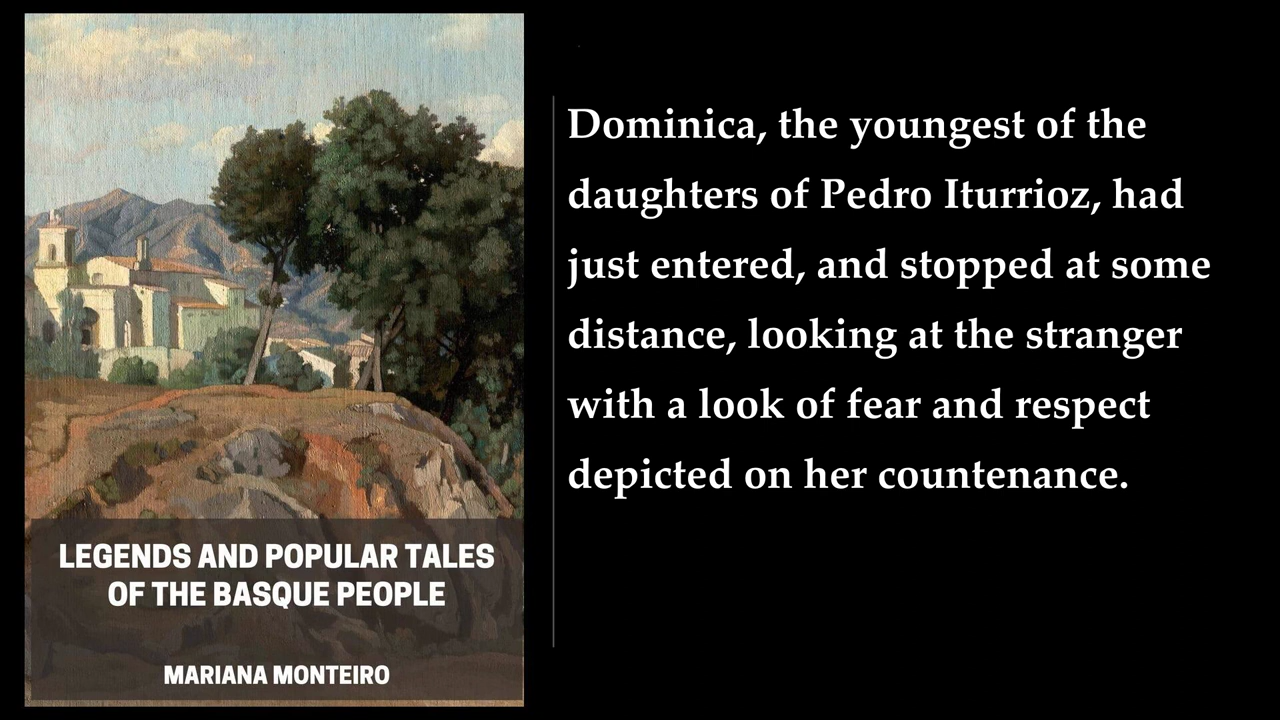 LEGENDS AND POPULAR TALES
OF THE BASQUE PEOPLE
MARIANA MONTEIRO
Dominica, the youngest of the
daughters of Pedro Iturrioz, had
just entered, and stopped at some
distance, looking at the stranger
with a look of fear and respect
depicted on her countenance.